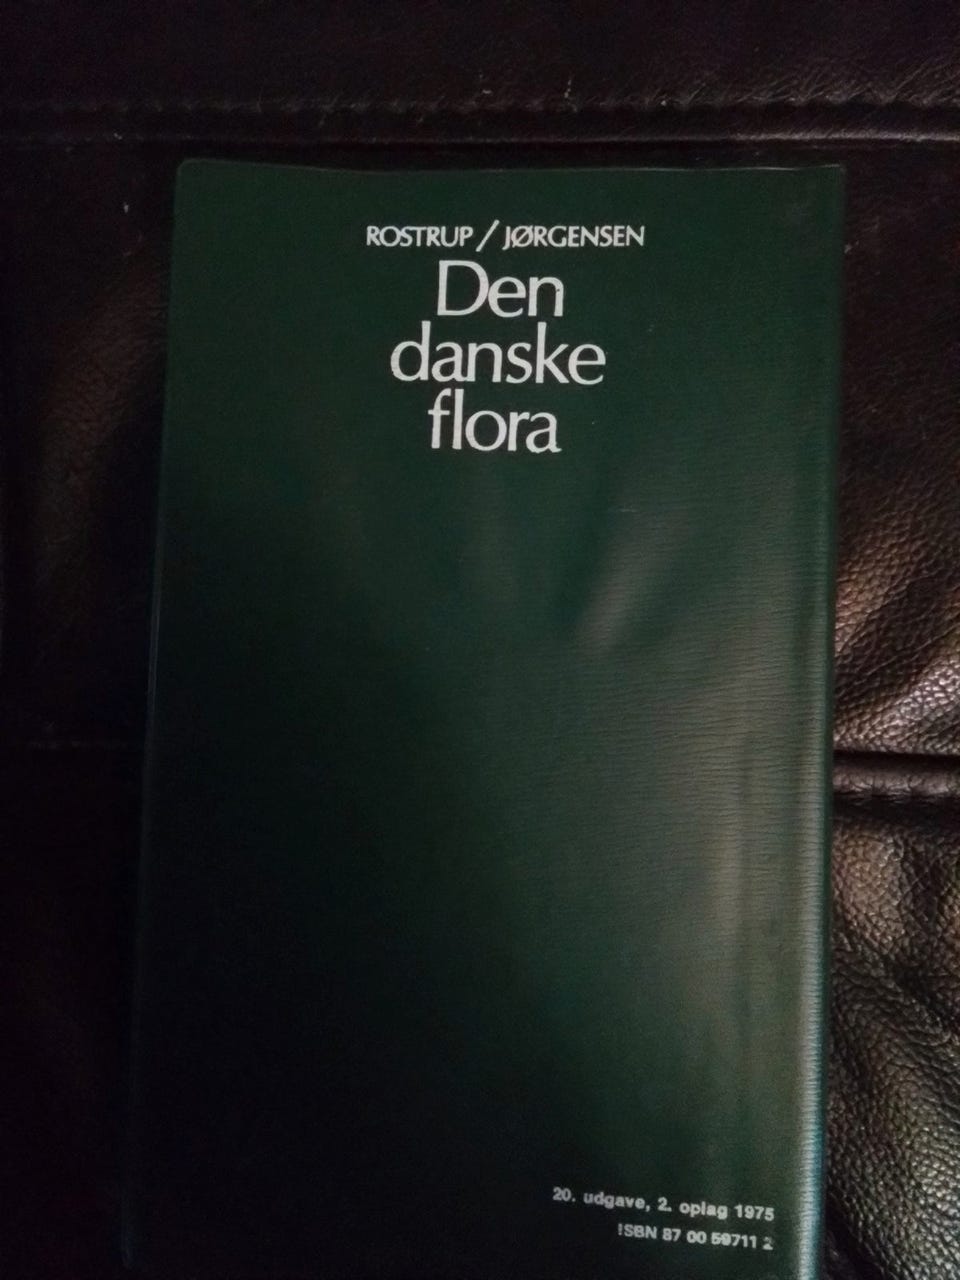 ROSTRUP / JØRGENSEN
Den
danske
flora
20. udgave, 2. oplag 1975
ISBN 87 00 59711 2